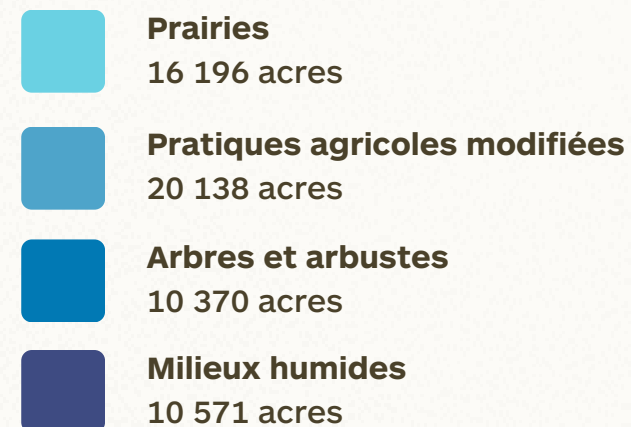 Prairies
16 196 acres
Pratiques agricoles modifiées
20 138 acres
Arbres et arbustes
10 370 acres
Milieux humides
10 571 acres